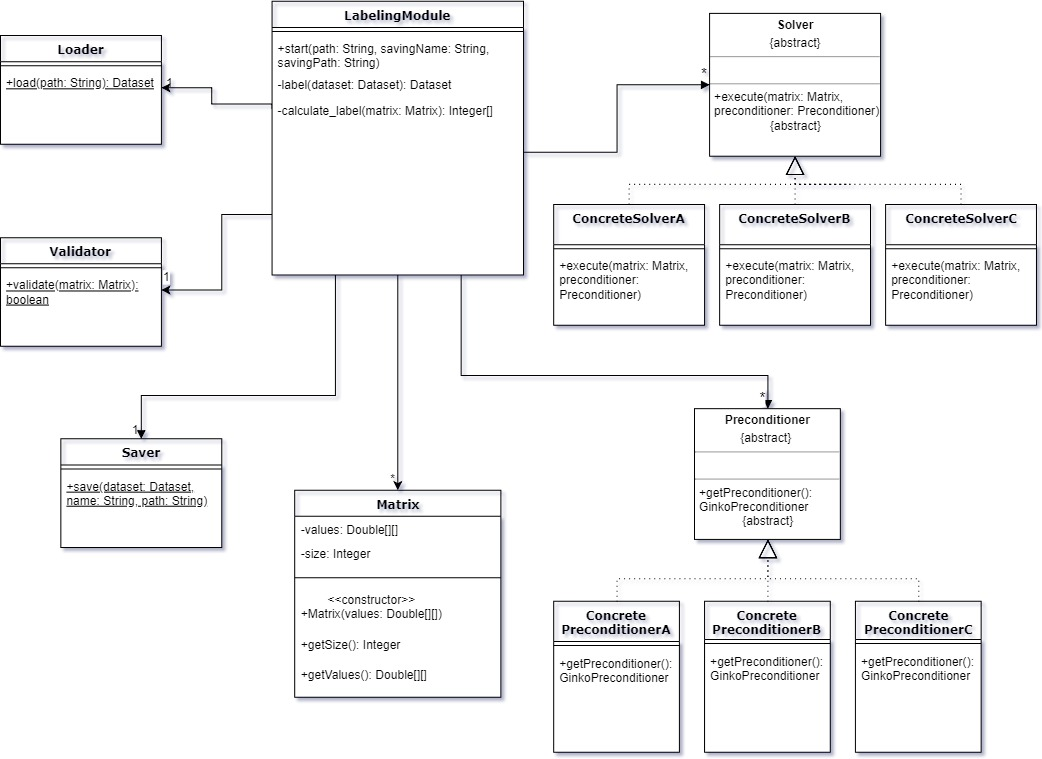 LabelingModule
+start(path: String, savingName: String,
savingPath: String)
-label(dataset: Dataset): Dataset
-calculate_label(matrix: Matrix): Integer[]
Loader
+load(path: String): Dataset
1
Solver
{abstract}
*
+execute(matrix: Matrix,
preconditioner: Preconditioner)
{abstract}
ConcreteSolverA
+execute(matrix: Matrix,
preconditioner:
Preconditioner)
ConcreteSolverB
+execute(matrix: Matrix,
preconditioner:
Preconditioner)
ConcreteSolverC
+execute(matrix: Matrix,
preconditioner:
Preconditioner)
Validator
+validate(matrix: Matrix):
boolean
1
1
Saver
+save(dataset: Dataset,
name: String, path: String)
*
Matrix
-values: Double[][]
-size: Integer
<<constructor>>
+Matrix(values: Double[][])
+getSize(): Integer
+getValues(): Double[][]
*
Preconditioner
{abstract}
+getPreconditioner():
GinkoPreconditioner
{abstract}
Concrete
PreconditionerA
+getPreconditioner():
GinkoPreconditioner
Concrete
PreconditionerB
+getPreconditioner():
GinkoPreconditioner
Concrete
PreconditionerC
+getPreconditioner():
GinkoPreconditioner